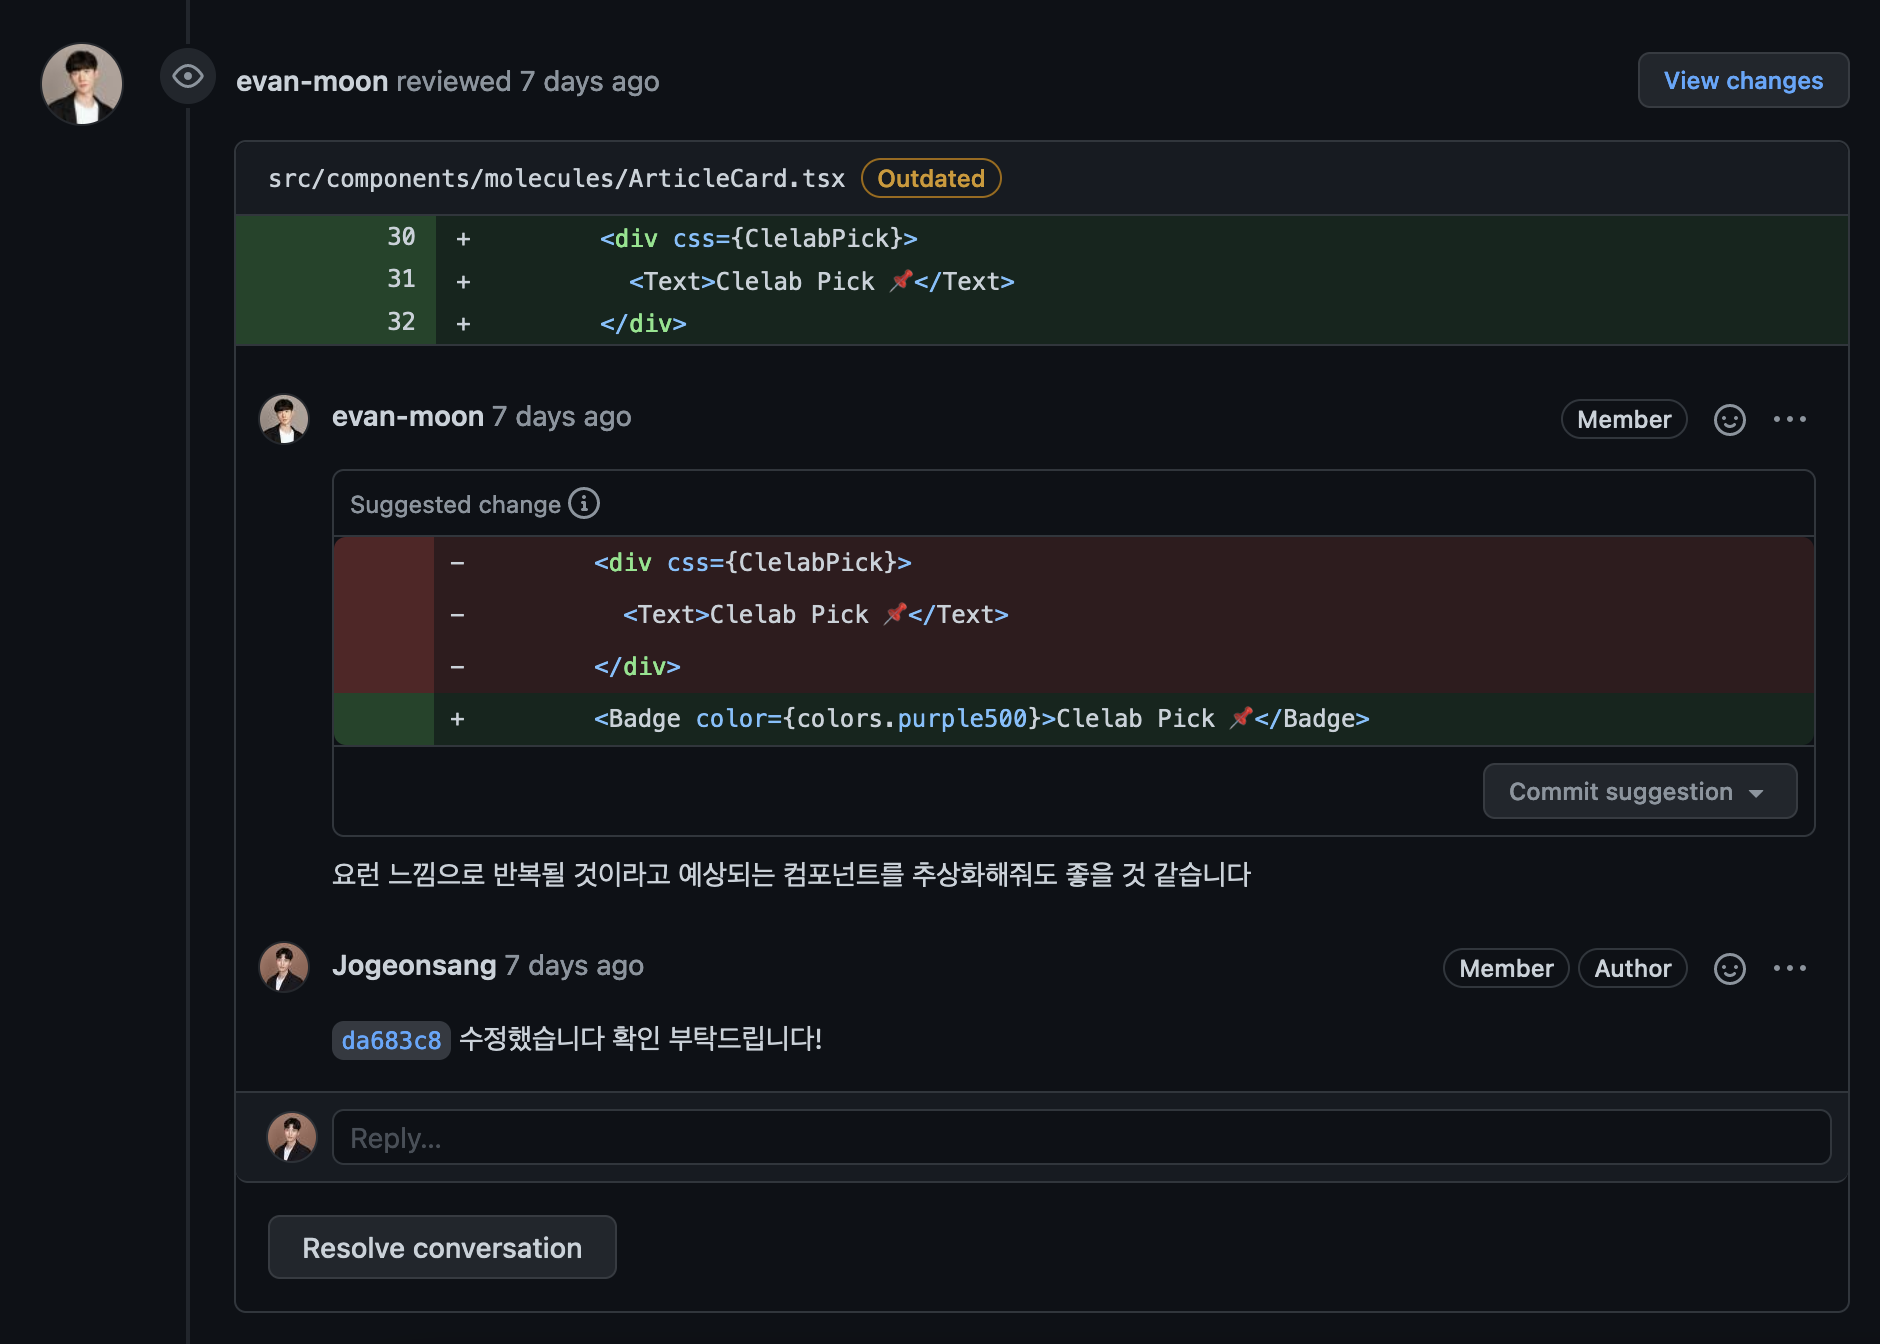 evan-moon reviewed 7 days ago
View changes
src/components/molecules/ArticleCard.tsx Outdated
30 + <div css={ClelabPick}>
31 + <Text>Clelab Pick 📌</Text>
32 + </div>
evan-moon 7 days ago
Member
Suggested change
- <div css={ClelabPick}>
- <Text>Clelab Pick 📌</Text>
- </div>
+ <Badge color={colors.purple500}>Clelab Pick 📌</Badge>
Commit suggestion
요런 느낌으로 반복될 것이라고 예상되는 컴포넌트를 추상화해줘도 좋을 것 같습니다
Jogeonsang 7 days ago
Member Author
da683c8 수정했습니다 확인 부탁드립니다!
Reply...
Resolve conversation